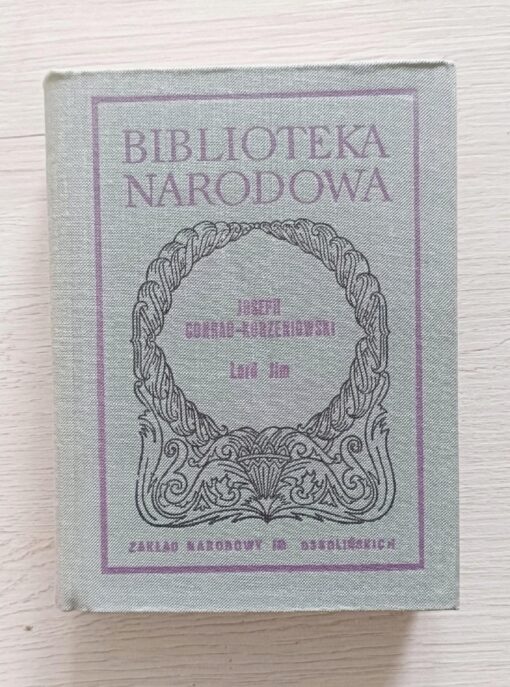 BIBLIOTEKA
NARODOWA
JOSEPH
CONRAD-KORZENIOWSKI
Lord Jim
ZAKŁAD NARODOWY IM OSSOLIŃSKICH